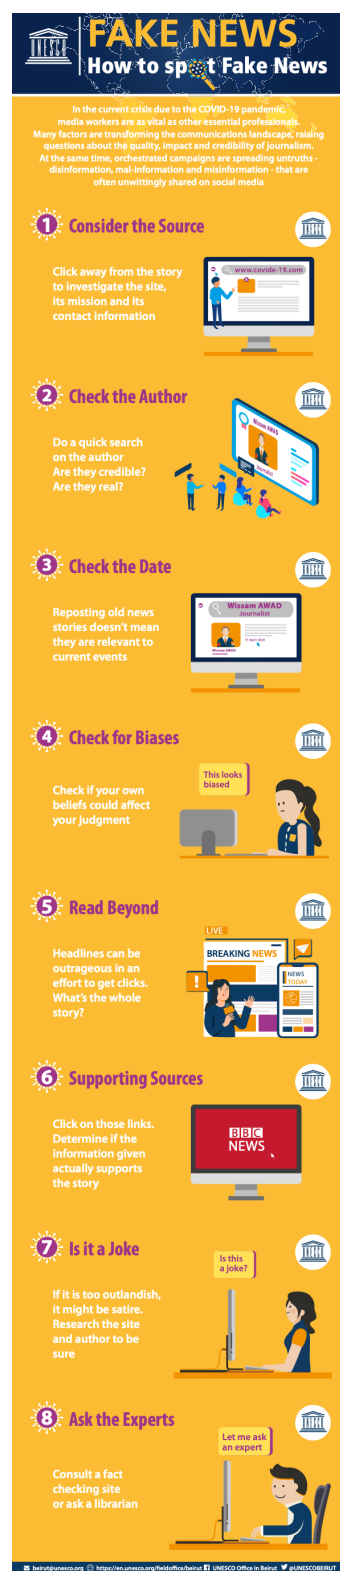 UNESCO
FAKE NEWS
How to spot Fake News
In the current crisis due to the COVID-19 pandemic,
media workers are as vital as other essential professionals.
Many factors are transforming the communications landscape, raising
questions about the quality, impact and credibility of journalism.
At the same time, orchestrated campaigns are spreading untruths -
disinformation, mal-information and misinformation - that are
often unwittingly shared on social media
1 Consider the Source
Click away from the story
to investigate the site,
its mission and its
contact information
www.covide-19.com
2 Check the Author
Do a quick search
on the author
Are they credible?
Are they real?
Wissam AWAD
Journalist
3 Check the Date
Reposting old news
stories doesn't mean
they are relevant to
current events
Wissam AWAD
Journalist
17 April 2020
Wissam AWAD
Journalist
4 Check for Biases
Check if your own
beliefs could affect
your judgment
This looks
biased
5 Read Beyond
Headlines can be
outrageous in an
effort to get clicks.
What's the whole
story?
LIVE
BREAKING NEWS
!
NEWS
TODAY
6 Supporting Sources
Click on those links.
Determine if the
information given
actually supports
the story
BBC
NEWS
7 Is it a Joke
If it is too outlandish,
it might be satire.
Research the site
and author to be
sure
Is this
a joke?
8 Ask the Experts
Consult a fact
checking site
or ask a librarian
Let me ask
an expert
beirut@unesco.org https://en.unesco.org/fieldoffice/beirut UNESCO Office in Beirut @UNESCOBEIRUT